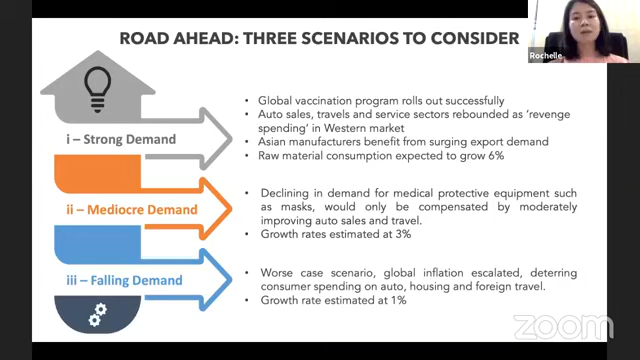 ROAD AHEAD: THREE SCENARIOS TO CONSIDER
Rochelle
i – Strong Demand
• Global vaccination program rolls out successfully
• Auto sales, travels and service sectors rebounded as ‘revenge
spending’ in Western market
• Asian manufacturers benefit from surging export demand
• Raw material consumption expected to grow 6%
ii – Mediocre Demand
• Declining in demand for medical protective equipment such
as masks, would only be compensated by moderately
improving auto sales and travel.
• Growth rates estimated at 3%
iii – Falling Demand
• Worse case scenario, global inflation escalated, deterring
consumer spending on auto, housing and foreign travel.
• Growth rate estimated at 1%
zoom